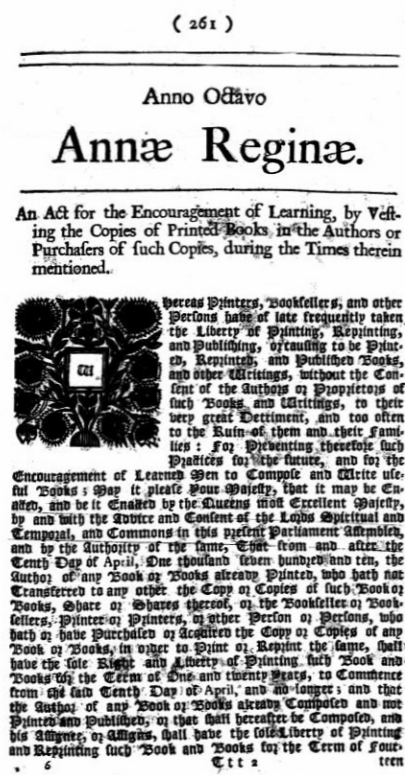 ( 261 )
Anno Octavo
Annæ Reginæ.
An Act for the Encouragement of Learning, by Veſt-
ing the Copies of Printed Books in the Authors or
Purchaſers of ſuch Copies, during the Times therein
mentioned.
Whereas Printers, Bookſellers, and other
Perſons have of late frequently taken
the Liberty of Printing, Reprinting,
and Publiſhing, or cauſing to be Print-
ed, Reprinted, and Publiſhed Books,
and other Writings, without the Con-
ſent of the Authors or Proprietors of
ſuch Books and Writings, to their
very great Detriment, and too often
to the Ruin of them and their Fami-
lies : For Preventing therefore ſuch
Practices for the future, and for the
Encouragement of Learned Men to Compoſe and Write uſe-
ful Books ; May it pleaſe Your Majeſty, that it may be En-
acted, and be it Enacted by the Queens moſt Excellent Majeſty,
by and with the Advice and Conſent of the Lords Spiritual and
Temporal, and Commons in this preſent Parliament Aſſembled,
and by the Authority of the ſame, That from and after the
Tenth Day of April, One thouſand ſeven hundred and ten, the
Author of any Book or Books already Printed, who hath not
Transferred to any other the Copy or Copies of ſuch Book or
Books, Share or Shares thereof, or the Bookſeller or Book-
ſellers, Printer or Printers, or other Perſon or Perſons, who
hath or have Purchaſed or Acquired the Copy or Copies of any
Book or Books, in order to Print or Reprint the ſame, ſhall
have the ſole Right and Liberty of Printing ſuch Book and
Books for the Term of One and twenty Years, to Commence
from the ſaid Tenth Day of April, and no longer ; and that
the Author of any Book or Books already Compoſed and not
Printed and Publiſhed, or that ſhall hereafter be Compoſed, and
his Aſſignee, or Aſſigns, ſhall have the ſole Liberty of Printing
and Reprinting ſuch Book and Books for the Term of Four-
6 Ttt 2 teen